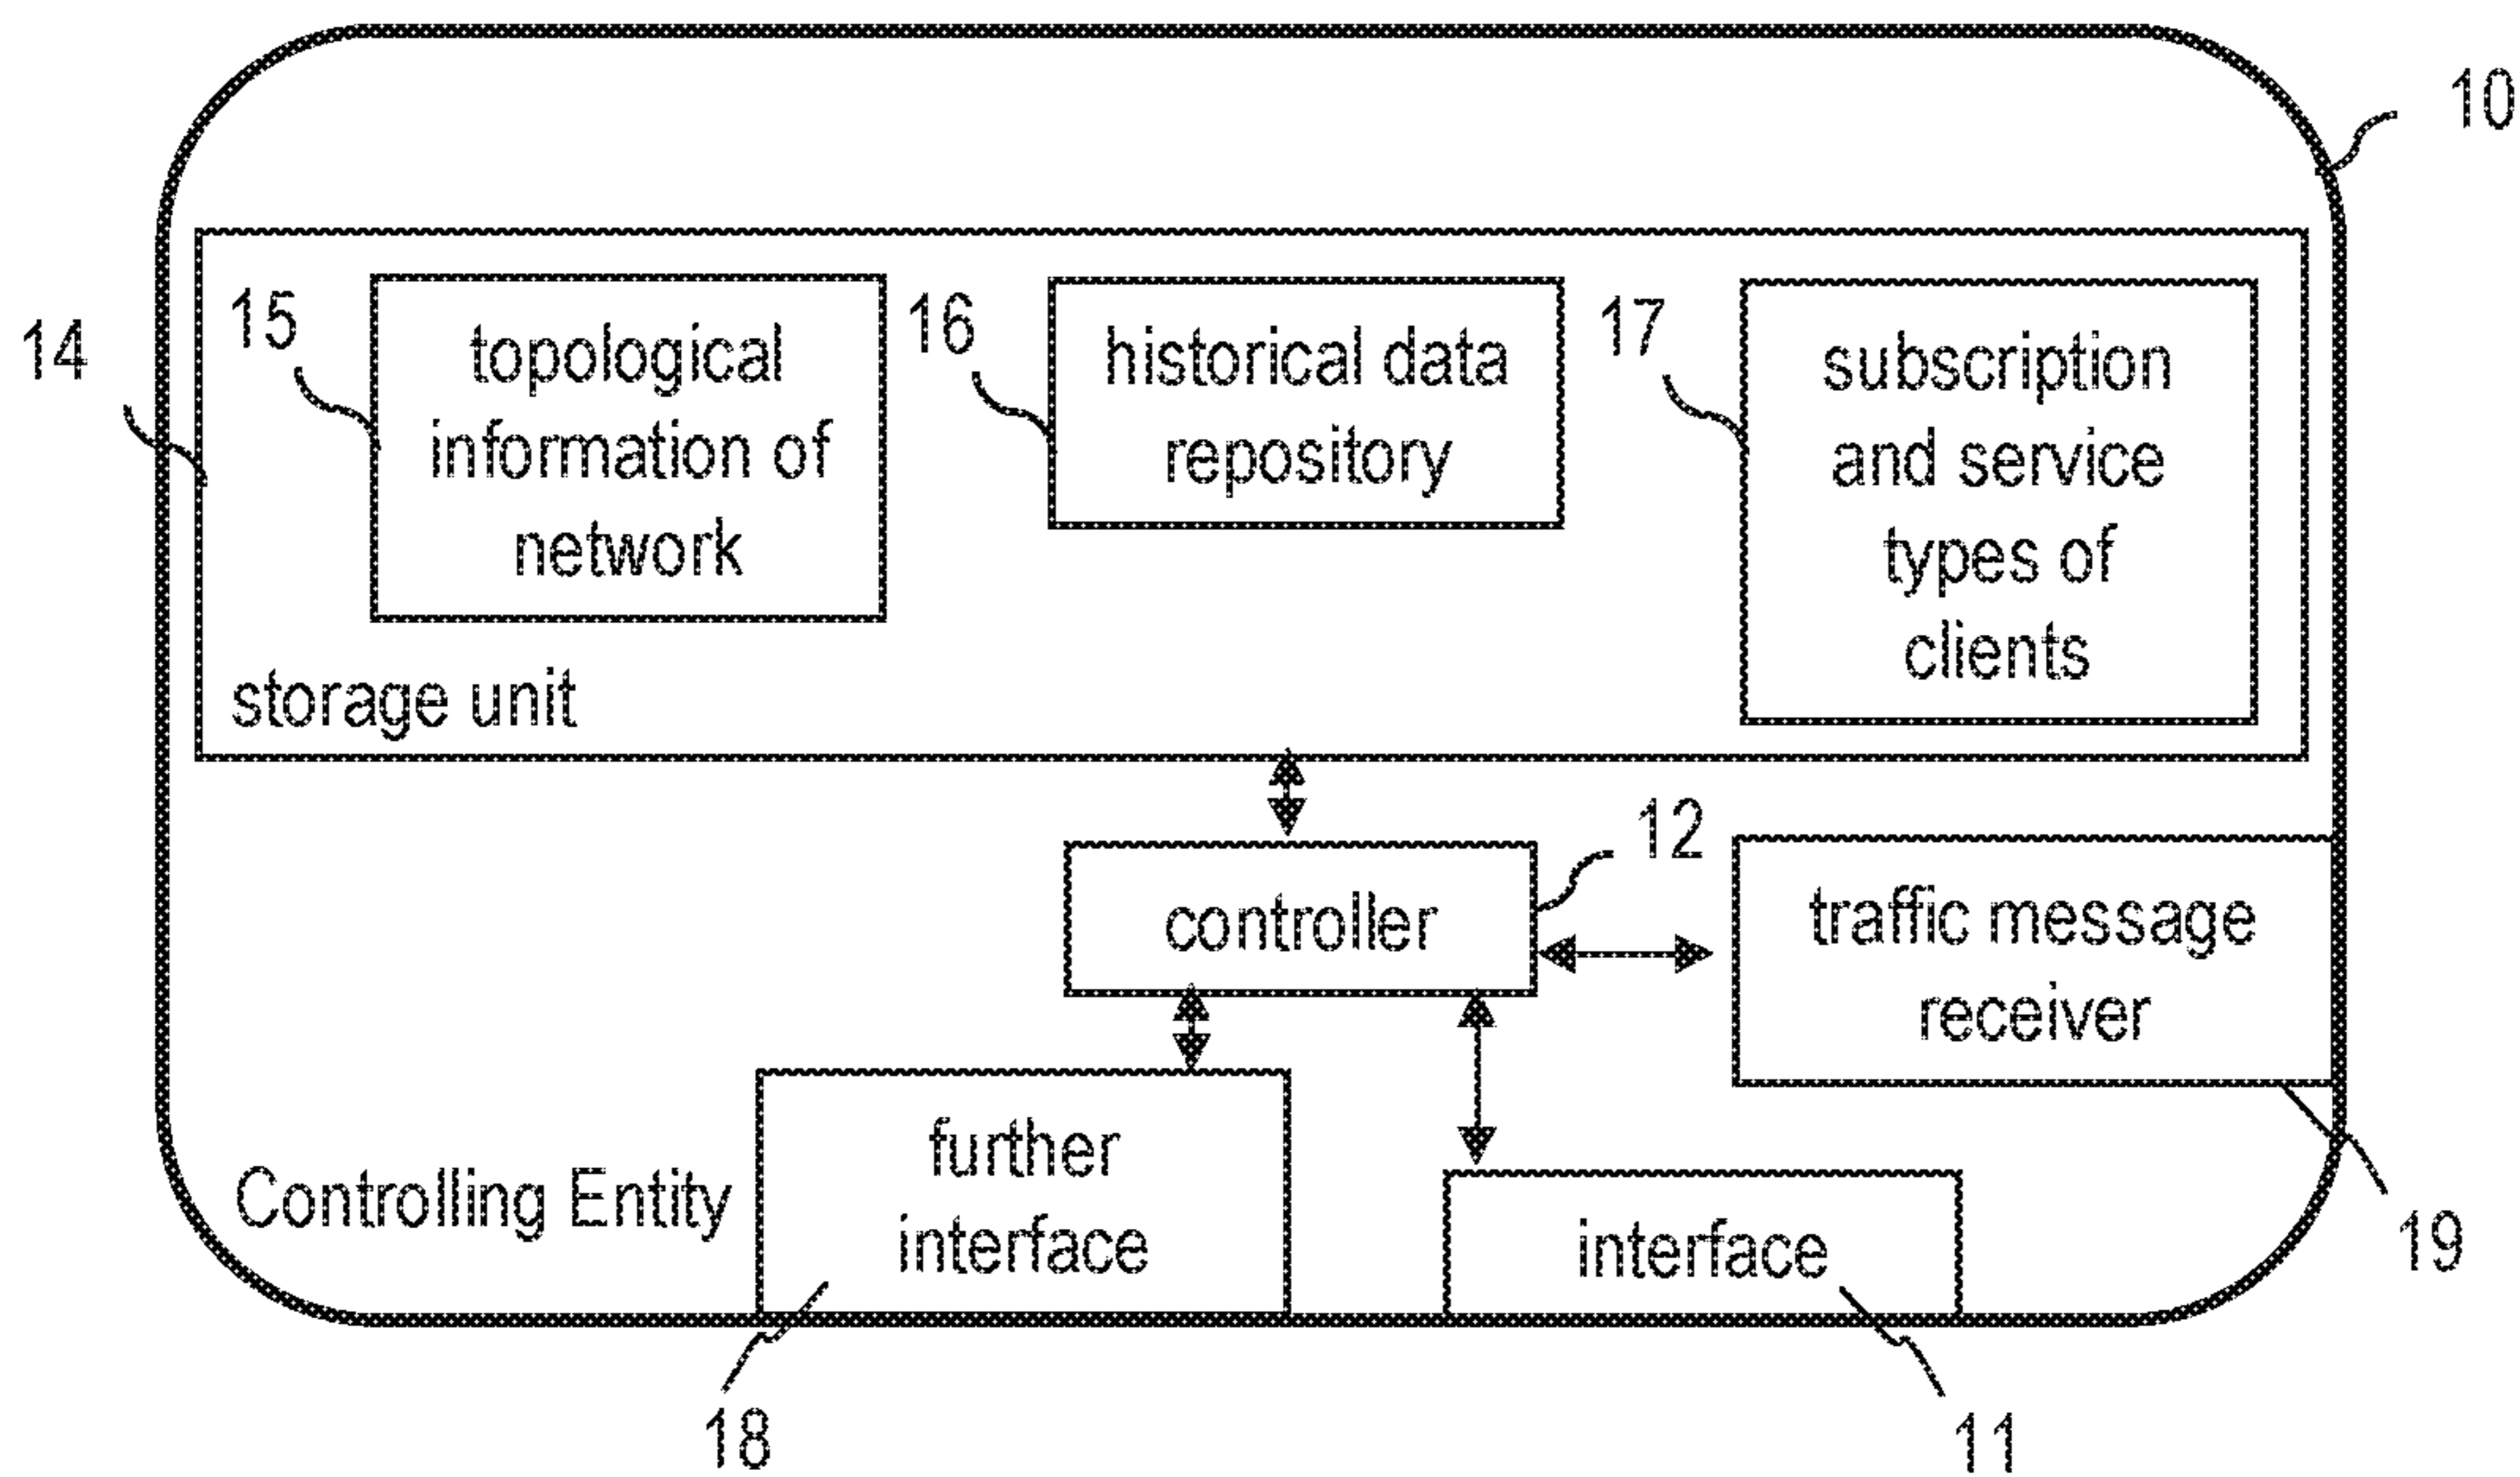 10
14
15
topological
information of
network
16
historical data
repository
17
subscription
and service
types of
clients
storage unit
12
controller
traffic message
receiver
further
interface
Controlling Entity
interface
19
18
11